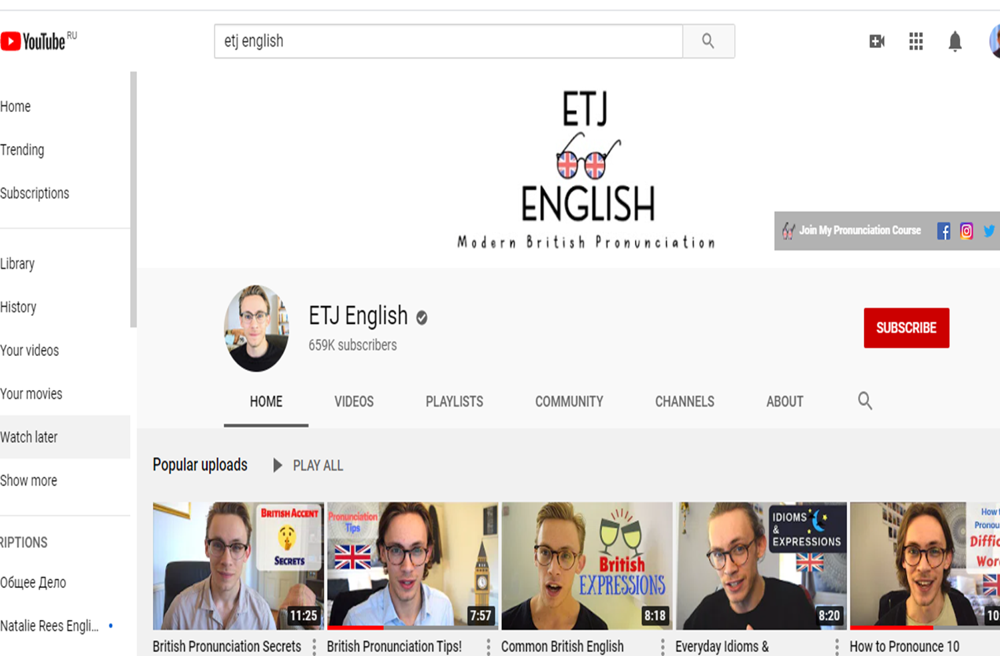 YouTube RU
etj english
Home
Trending
Subscriptions
Library
History
Your videos
Your movies
Watch later
Show more
RIPTIONS
Общее Дело
Natalie Rees Engli...
ETJ
ENGLISH
Modern British Pronunciation
Join My Pronunciation Course
ETJ English
659K subscribers
SUBSCRIBE
HOME VIDEOS PLAYLISTS COMMUNITY CHANNELS ABOUT
Popular uploads PLAY ALL
BRITISH ACCENT
SECRETS
11:25
British Pronunciation Secrets
Pronunciation
Tips
7:57
British Pronunciation Tips!
British
EXPRESSIONS
8:18
Common British English
IDIOMS
&
EXPRESSIONS
8:20
Everyday Idioms &
How t
Pronou
Diffic
Wor
10
How to Pronounce 10